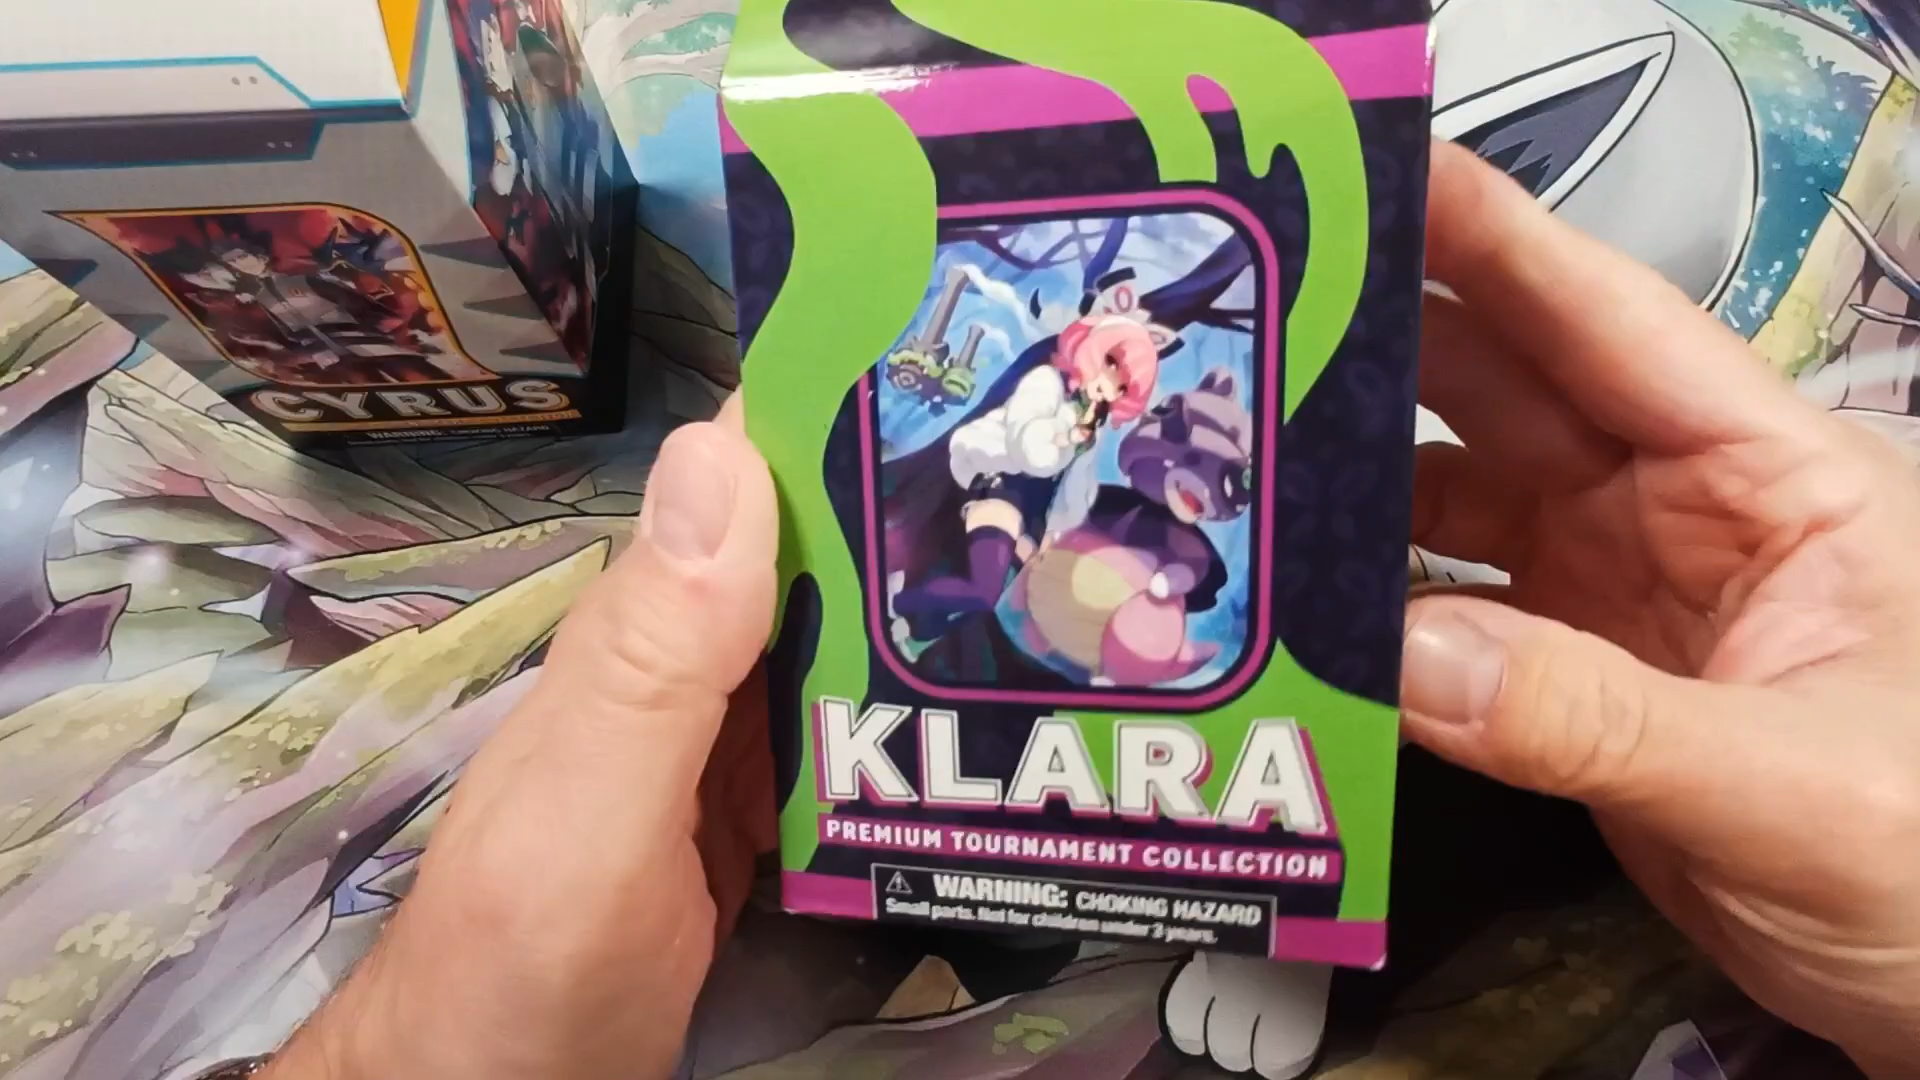 CYRUS
WARNING: CHOKING HAZARD
KLARA
PREMIUM TOURNAMENT COLLECTION
WARNING: CHOKING HAZARD
Small parts. Not for children under 3 years.